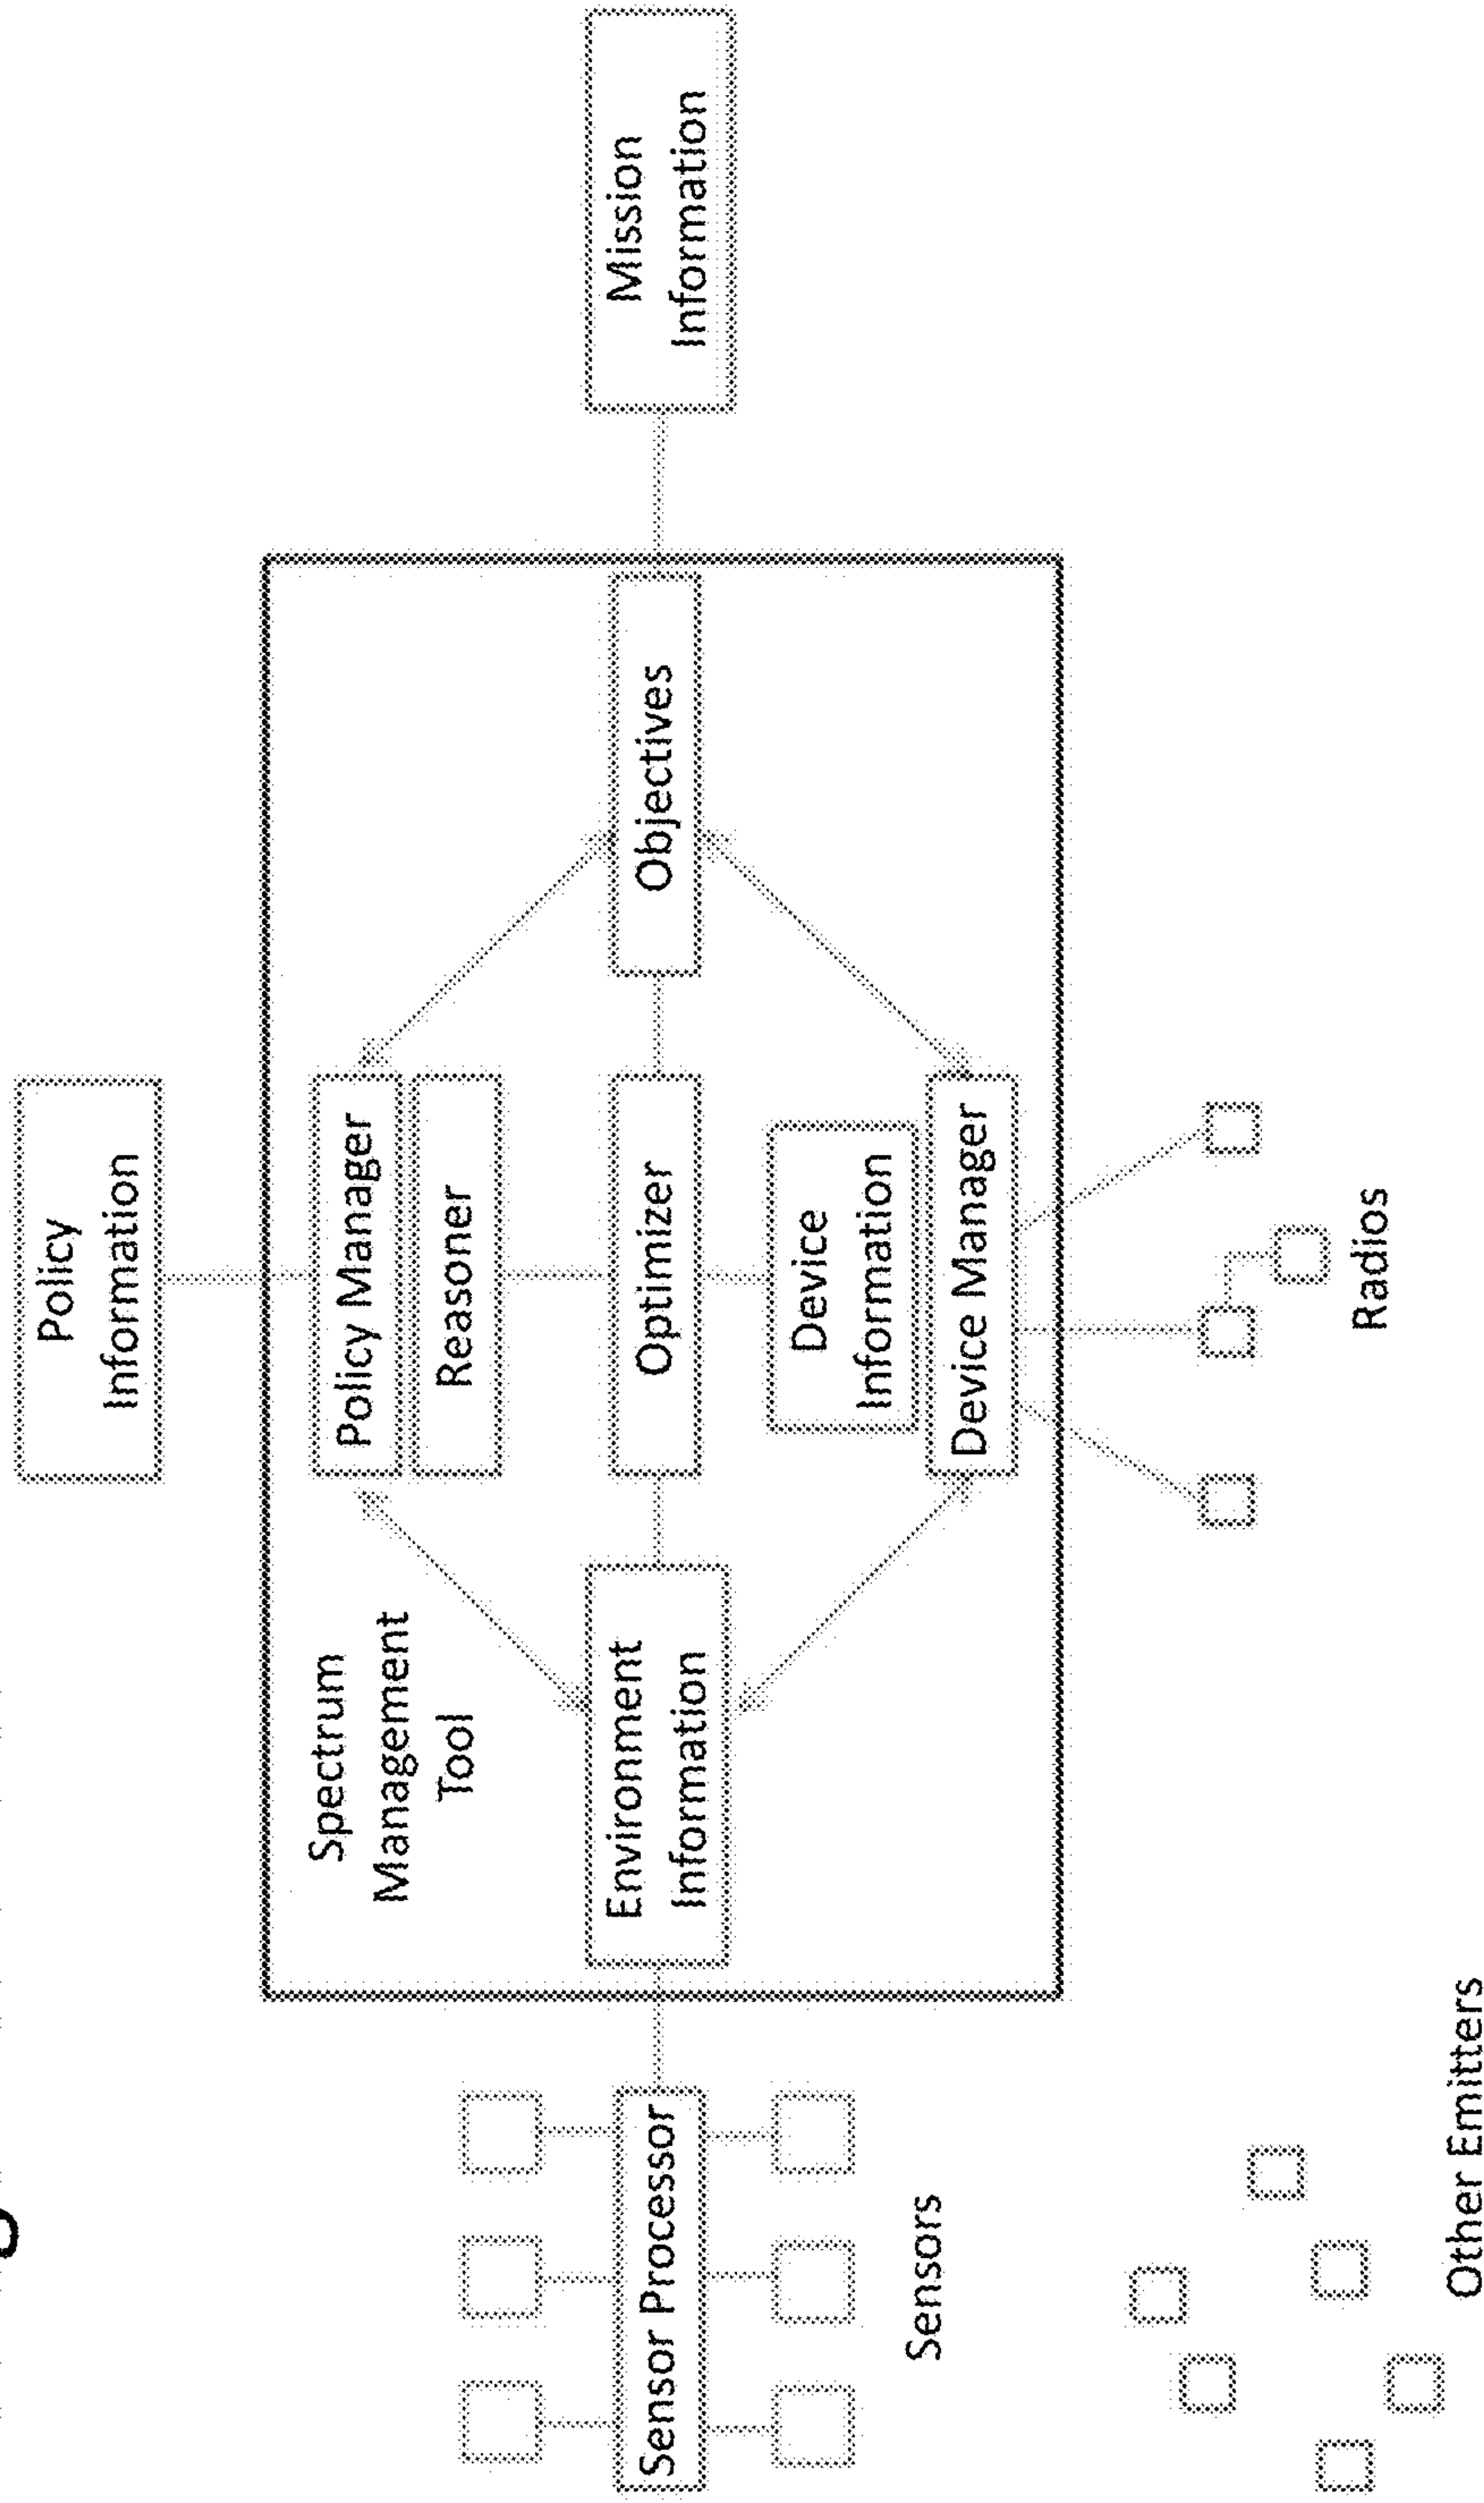 Policy
Information
Spectrum
Management
Tool
Policy Manager
Reasoner
Sensor Processor
Environment
Information
Optimizer
Objectives
Mission
Information
Device
Information
Device Manager
Sensors
Radios
Other Emitters